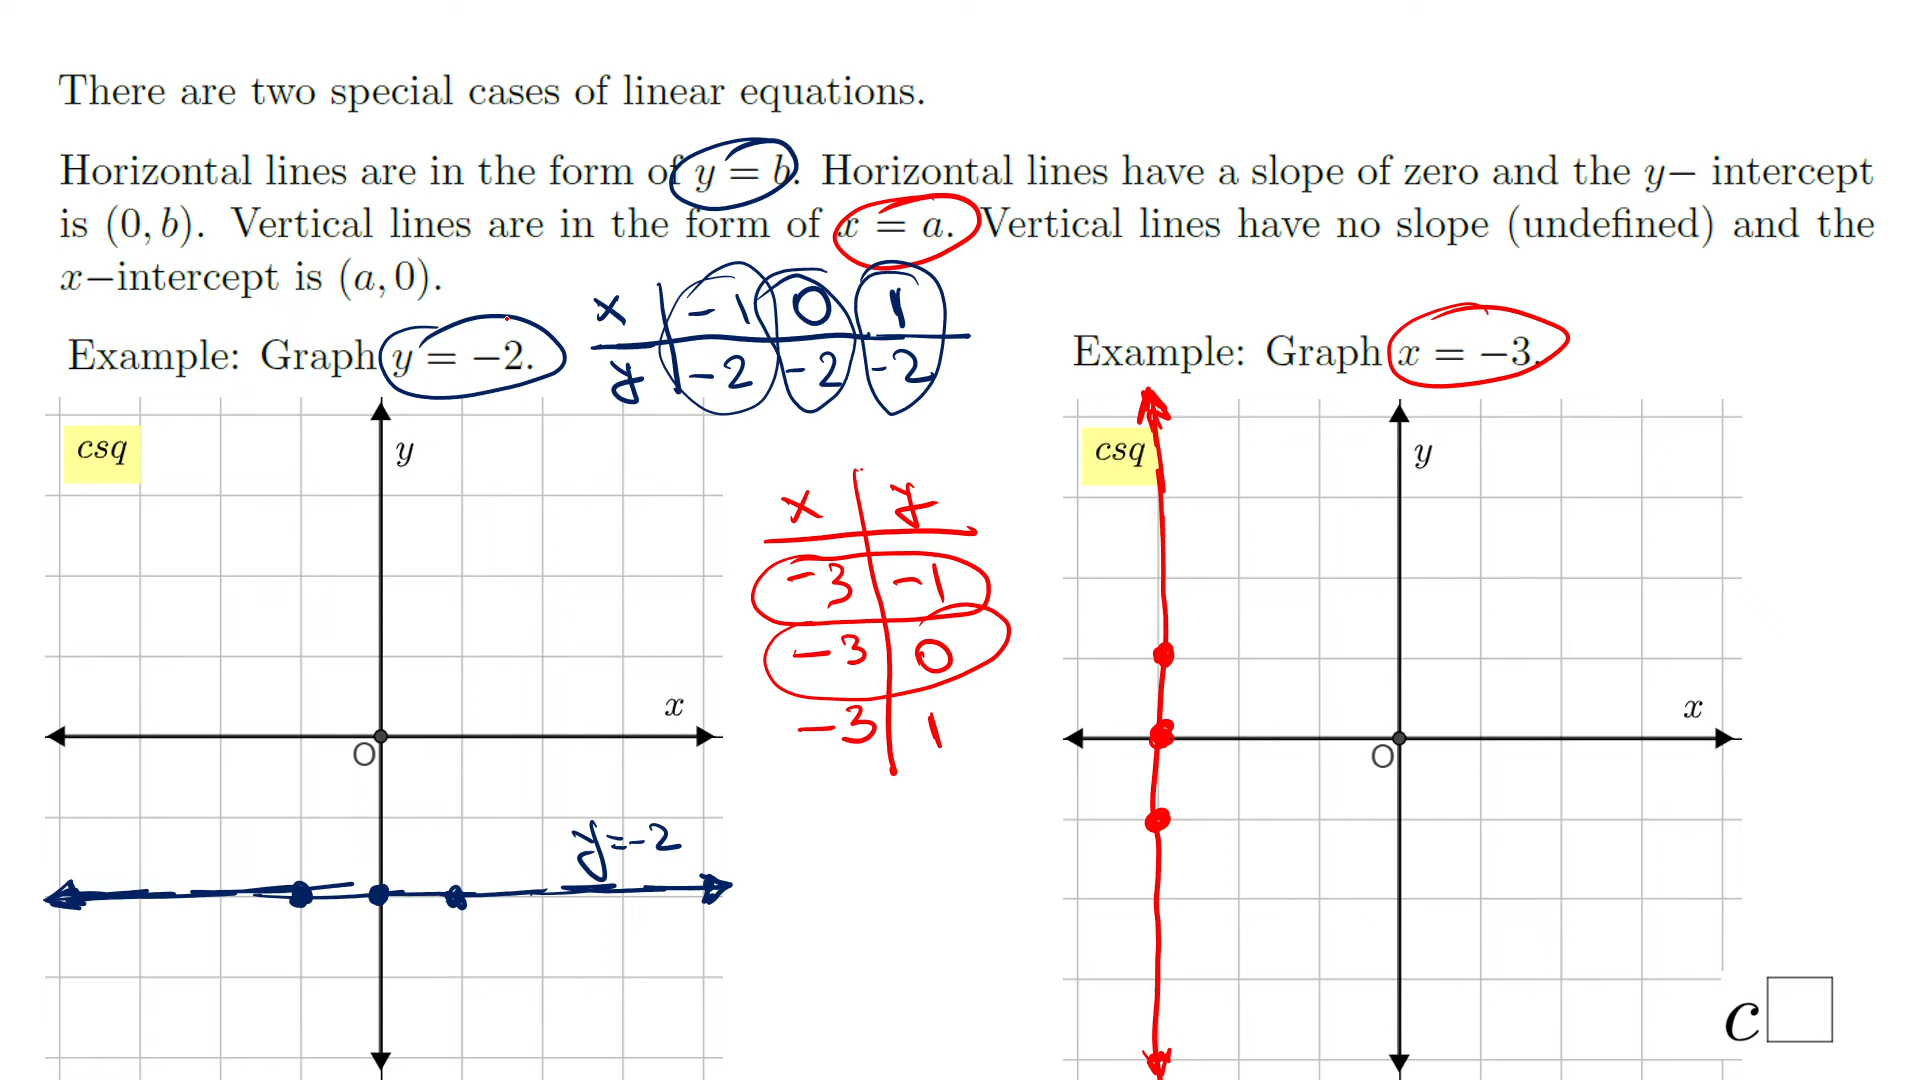 There are two special cases of linear equations.
Horizontal lines are in the form of y = b. Horizontal lines have a slope of zero and the y− intercept
is (0, b). Vertical lines are in the form of x = a. Vertical lines have no slope (undefined) and the
x−intercept is (a, 0).
Example: Graph y = −2.
x | −1 | 0 | 1
y | −2 | −2 | −2
Example: Graph x = −3.
csq
y
x
O
y=−2
x | y
−3 | −1
−3 | 0
−3 | 1
csq
y
x
O
c